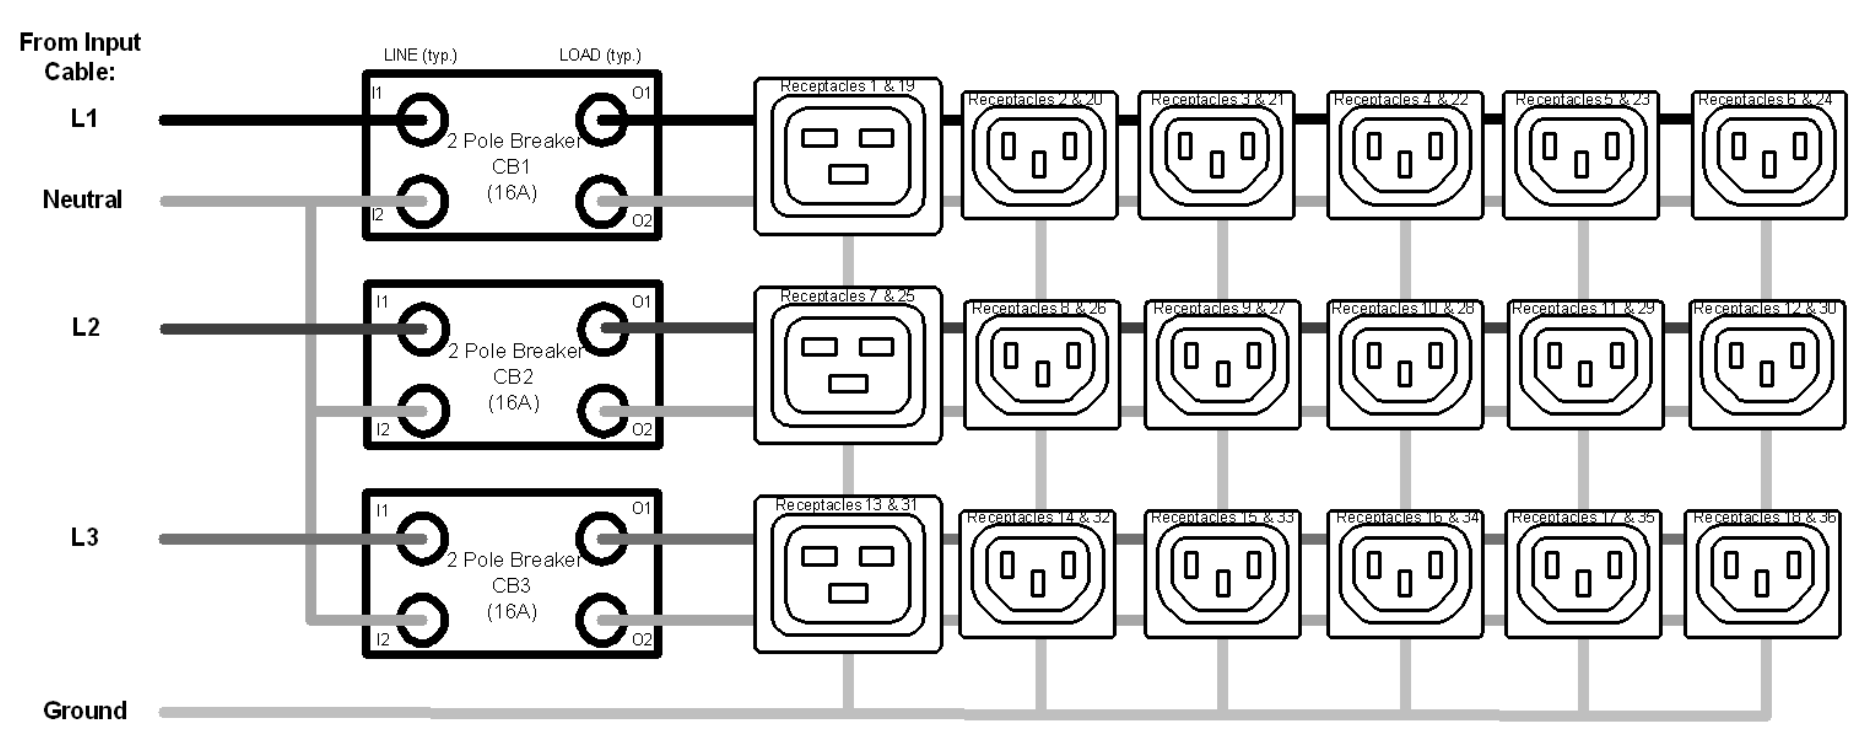 From Input
Cable:
LINE (typ.)
LOAD (typ.)
L1
I1
O1
2 Pole Breaker
CB1
(16A)
I2
O2
Receptacles 1 & 19
Receptacles 2 & 20
Receptacles 3 & 21
Receptacles 4 & 22
Receptacles 5 & 23
Receptacles 6 & 24
Neutral
L2
I1
O1
2 Pole Breaker
CB2
(16A)
I2
O2
Receptacles 7 & 25
Receptacles 8 & 26
Receptacles 9 & 27
Receptacles 10 & 28
Receptacles 11 & 29
Receptacles 12 & 30
L3
I1
O1
2 Pole Breaker
CB3
(16A)
I2
O2
Receptacles 13 & 31
Receptacles 14 & 32
Receptacles 15 & 33
Receptacles 16 & 34
Receptacles 17 & 35
Receptacles 18 & 36
Ground